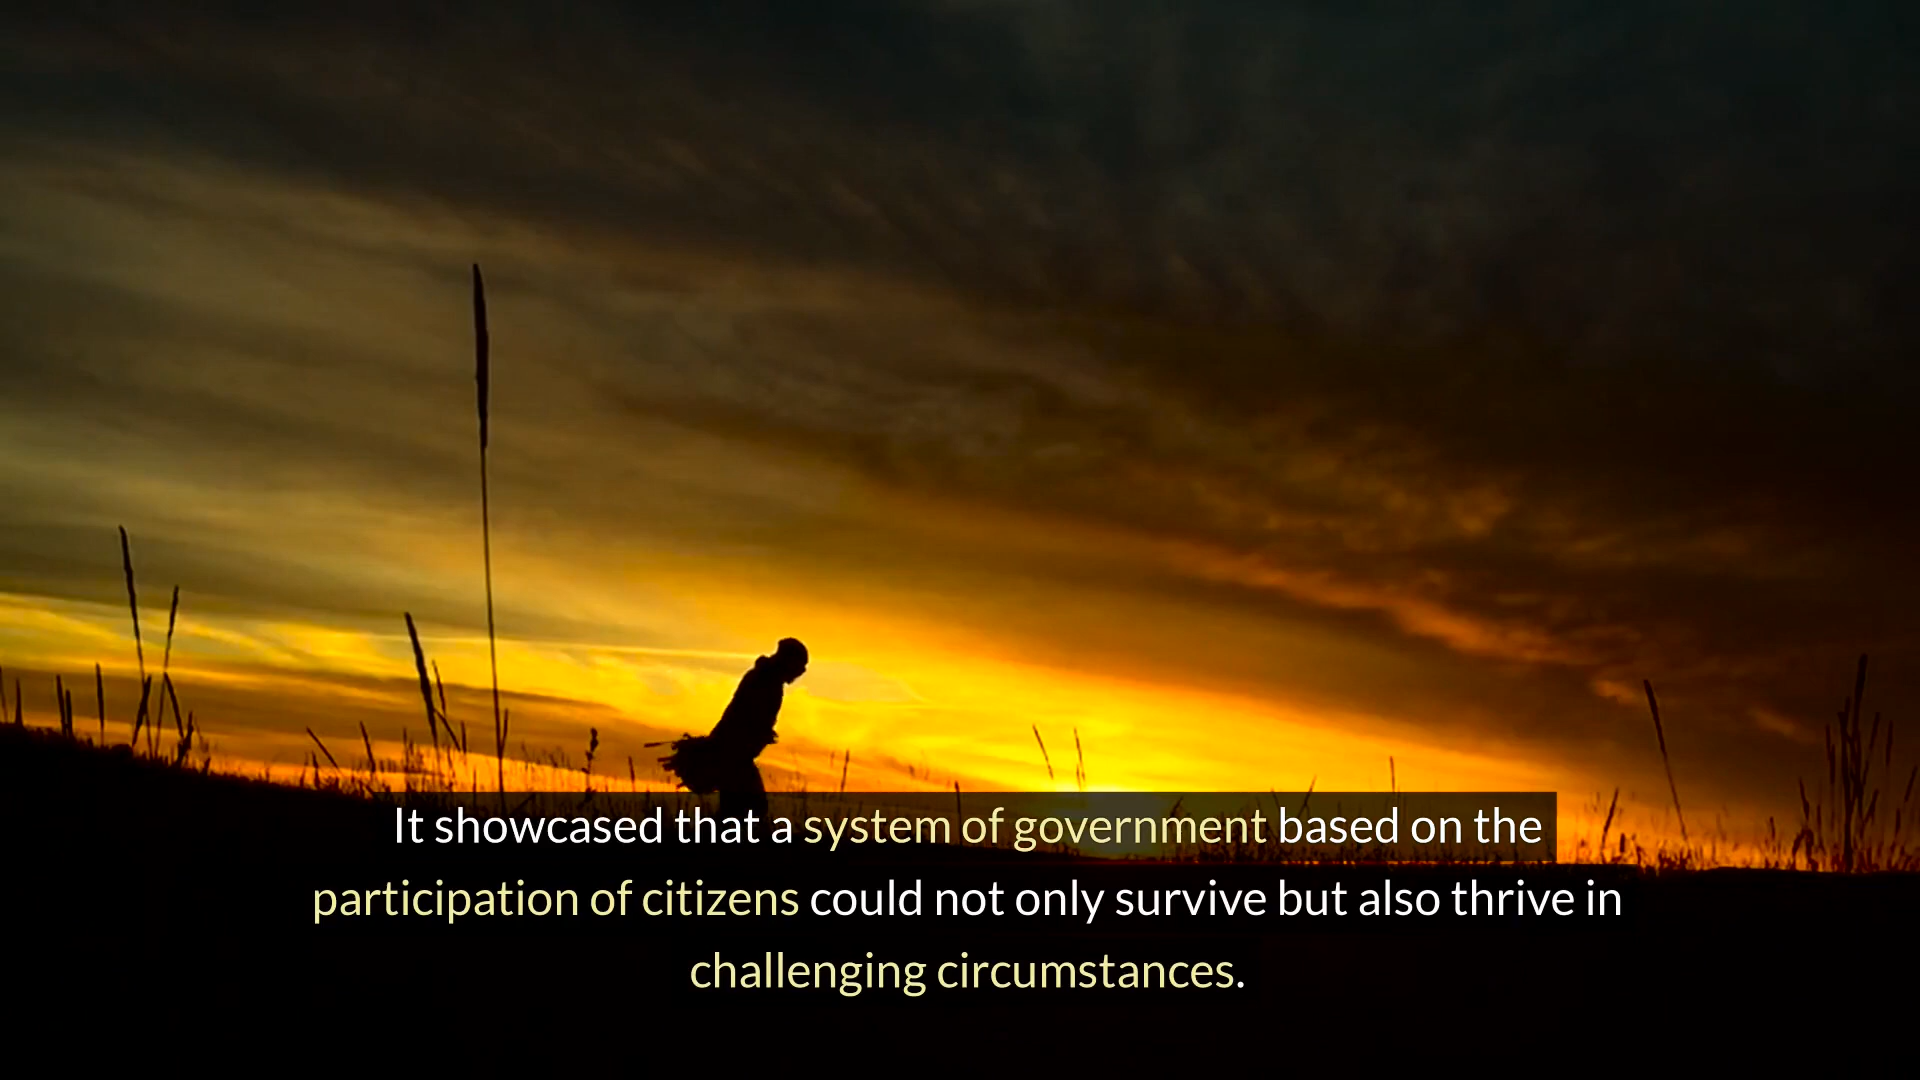 It showcased that a system of government based on the
participation of citizens could not only survive but also thrive in
challenging circumstances.